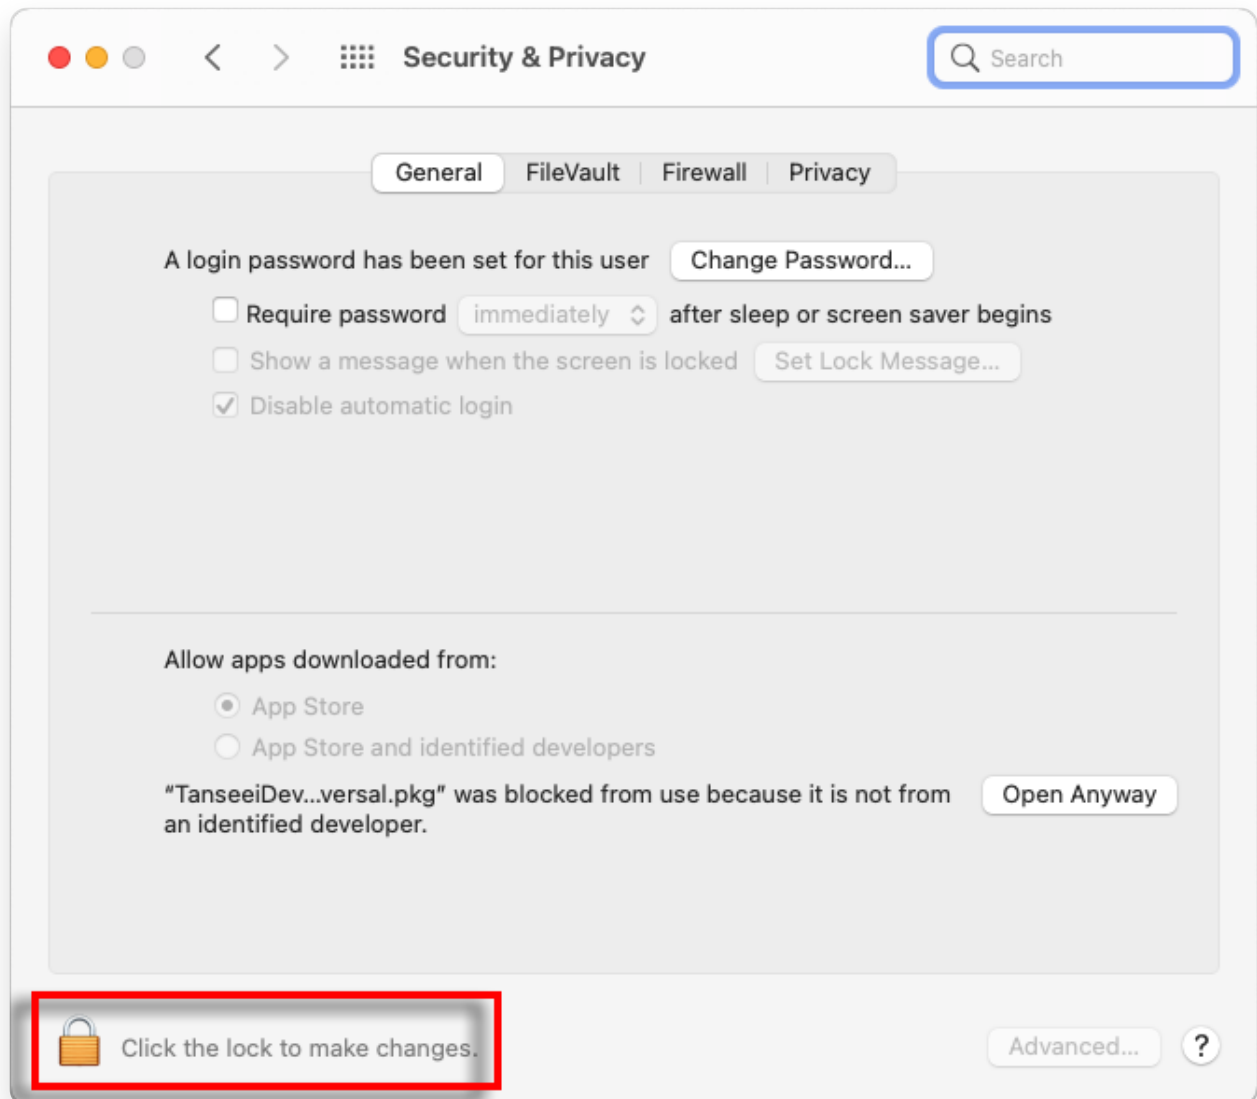 Security & Privacy
Search
General FileVault Firewall Privacy
A login password has been set for this user Change Password...
Require password immediately after sleep or screen saver begins
Show a message when the screen is locked Set Lock Message...
Disable automatic login
Allow apps downloaded from:
App Store
App Store and identified developers
"TanseeiDev...versal.pkg" was blocked from use because it is not from Open Anyway
an identified developer.
Click the lock to make changes.
Advanced... ?